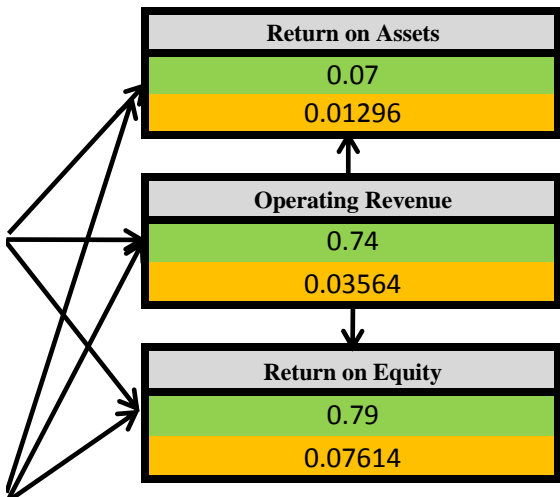 Return on Assets
0.07
0.01296
Operating Revenue
0.74
0.03564
Return on Equity
0.79
0.07614